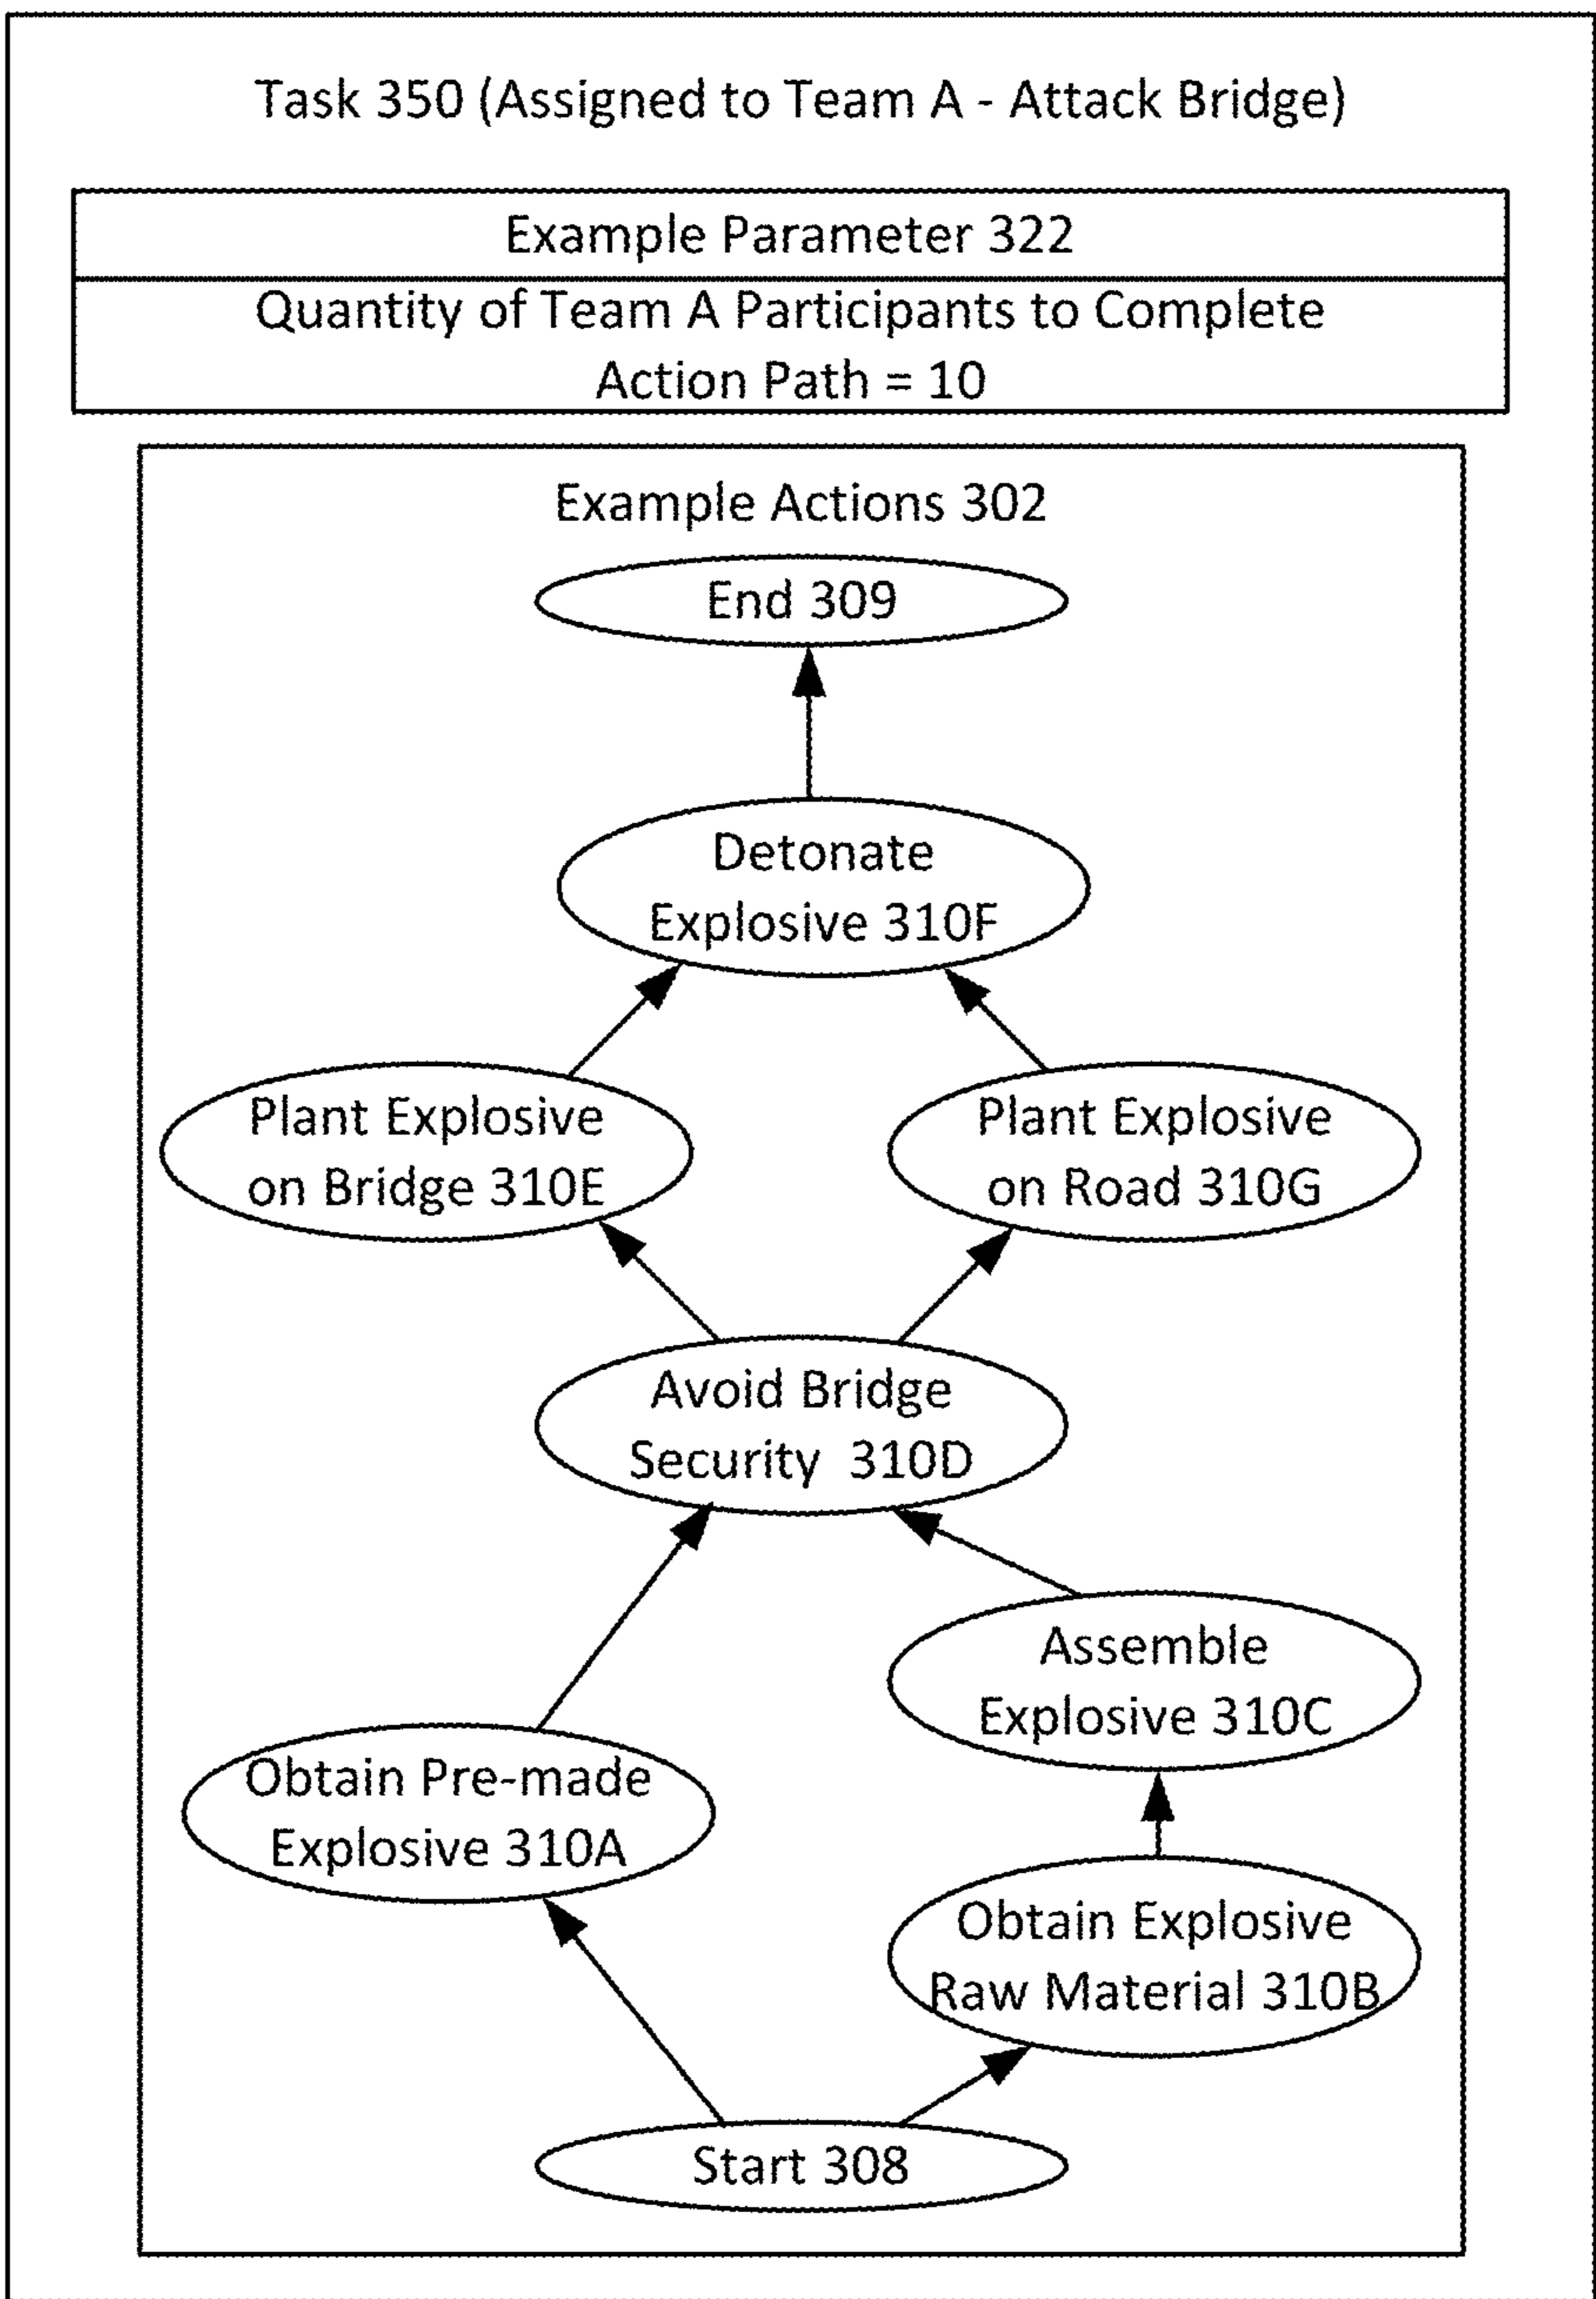 Task 350 (Assigned to Team A - Attack Bridge)
Example Parameter 322
Quantity of Team A Participants to Complete
Action Path = 10
Example Actions 302
End 309
Detonate
Explosive 310F
Plant Explosive
on Bridge 310E
Plant Explosive
on Road 310G
Avoid Bridge
Security 310D
Assemble
Explosive 310C
Obtain Pre-made
Explosive 310A
Obtain Explosive
Raw Material 310B
Start 308